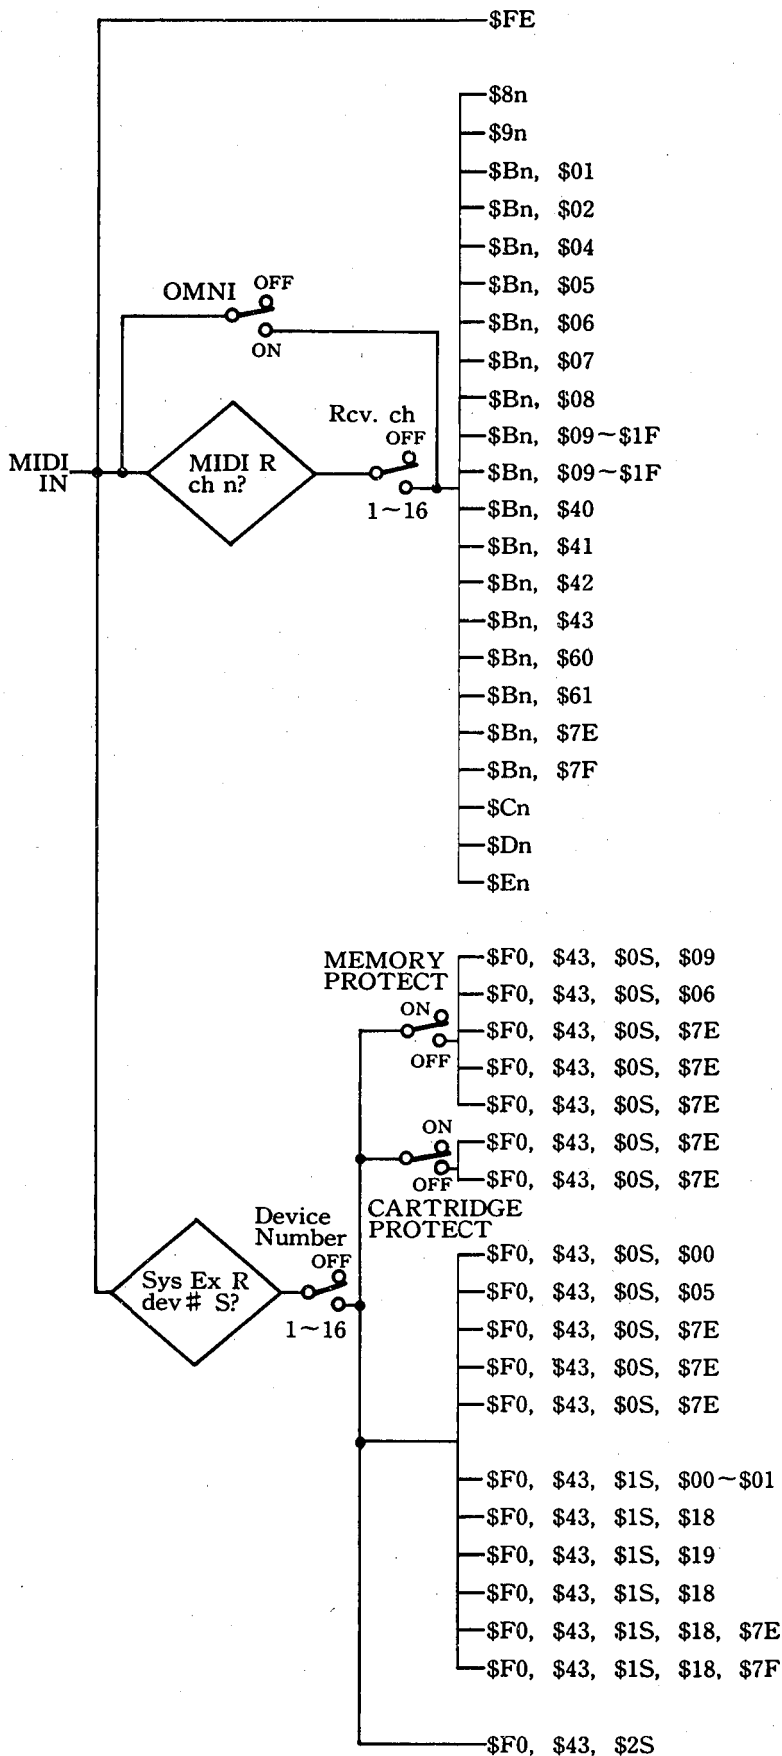 $FE
$8n
$9n
$Bn, $01
$Bn, $02
$Bn, $04
$Bn, $05
OMNI OFF
ON
$Bn, $06
$Bn, $07
$Bn, $08
$Bn, $09~$1F
$Bn, $09~$1F
MIDI
IN
MIDI R
ch n?
Rcv. ch
OFF
1~16
$Bn, $40
$Bn, $41
$Bn, $42
$Bn, $43
$Bn, $60
$Bn, $61
$Bn, $7E
$Bn, $7F
$Cn
$Dn
$En
MEMORY
PROTECT
ON
OFF
$F0, $43, $0S, $09
$F0, $43, $0S, $06
$F0, $43, $0S, $7E
$F0, $43, $0S, $7E
$F0, $43, $0S, $7E
ON
OFF
CARTRIDGE
PROTECT
$F0, $43, $0S, $7E
$F0, $43, $0S, $7E
Sys Ex R
dev# S?
Device
Number
OFF
1~16
$F0, $43, $0S, $00
$F0, $43, $0S, $05
$F0, $43, $0S, $7E
$F0, $43, $0S, $7E
$F0, $43, $0S, $7E
$F0, $43, $1S, $00~$01
$F0, $43, $1S, $18
$F0, $43, $1S, $19
$F0, $43, $1S, $18
$F0, $43, $1S, $18, $7E
$F0, $43, $1S, $18, $7F
$F0, $43, $2S